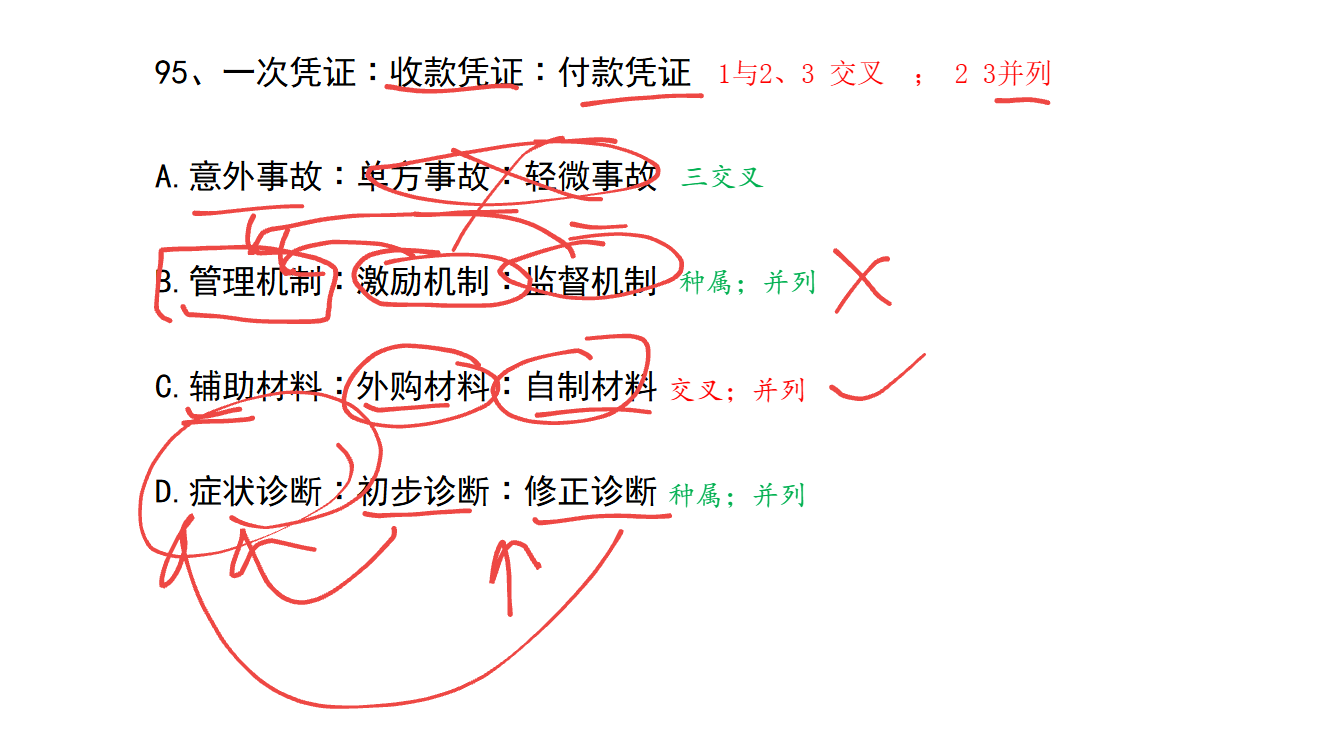 95、一次凭证：收款凭证：付款凭证 1与2、3 交叉 ； 2 3并列
A. 意外事故：单方事故：轻微事故 三交叉
B. 管理机制：激励机制：监督机制 种属；并列
C. 辅助材料：外购材料：自制材料 交叉；并列
D. 症状诊断：初步诊断：修正诊断 种属；并列